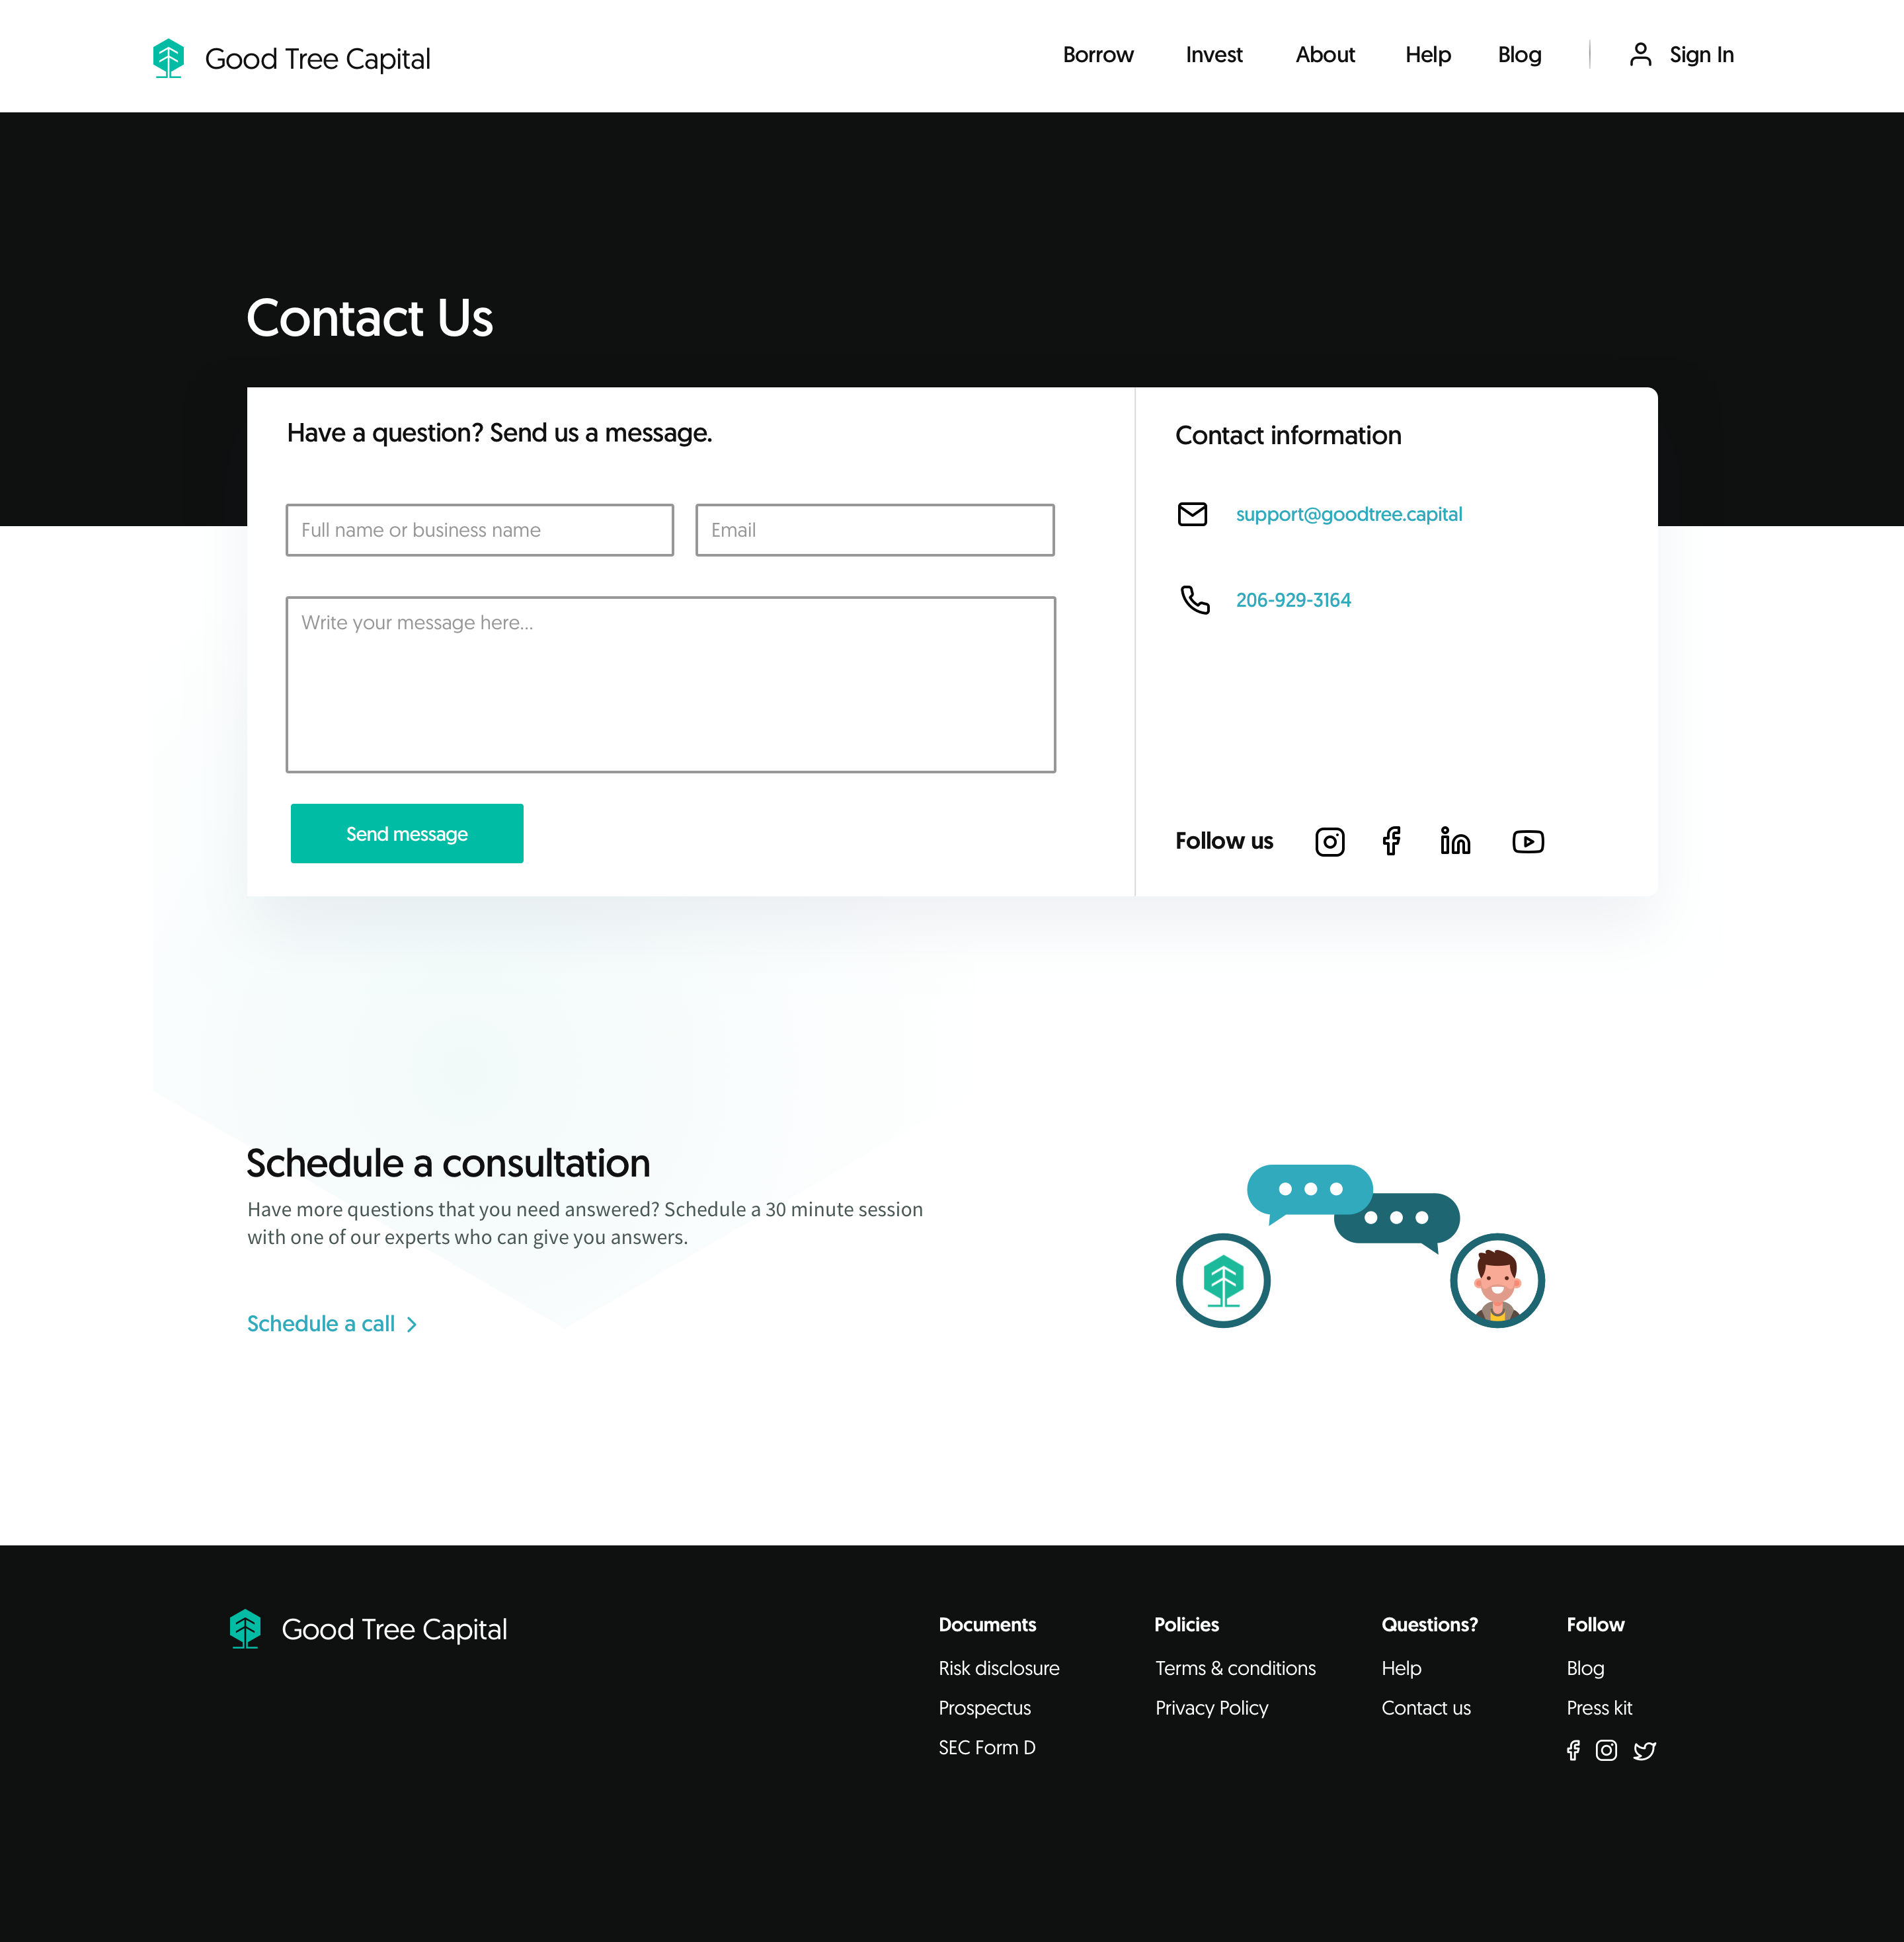 Good Tree Capital
Borrow Invest About Help Blog Sign In
Contact Us
Have a question? Send us a message.
Full name or business name
Email
Write your message here...
Send message
Contact information
support@goodtree.capital
206-929-3164
Follow us
Schedule a consultation
Have more questions that you need answered? Schedule a 30 minute session
with one of our experts who can give you answers.
Schedule a call
Good Tree Capital
Documents
Risk disclosure
Prospectus
SEC Form D
Policies
Terms & conditions
Privacy Policy
Questions?
Help
Contact us
Follow
Blog
Press kit